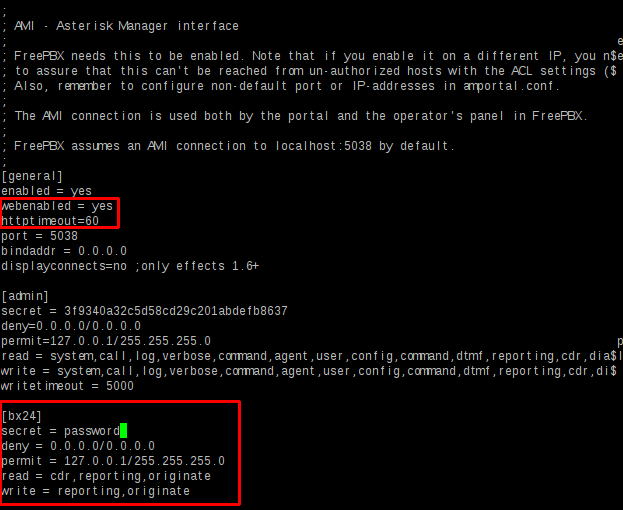 ;
; AMI - Asterisk Manager interface
; e
; FreePBX needs this to be enabled. Note that if you enable it on a different IP, you n$e
; to assure that this can't be reached from un-authorized hosts with the ACL settings ($
; Also, remember to configure non-default port or IP-addresses in amportal.conf.
;
; The AMI connection is used both by the portal and the operator's panel in FreePBX.
;
; FreePBX assumes an AMI connection to localhost:5038 by default.
;
[general]
enabled = yes
webenabled = yes
httptimeout=60
port = 5038
bindaddr = 0.0.0.0
displayconnects=no ;only effects 1.6+
[admin]
secret = 3f9340a32c5d58cd29c201abdefb8637
deny=0.0.0.0/0.0.0.0
permit=127.0.0.1/255.255.255.0 p
read = system,call,log,verbose,command,agent,user,config,command,dtmf,reporting,cdr,dia$l
write = system,call,log,verbose,command,agent,user,config,command,dtmf,reporting,cdr,di$
writetimeout = 5000
[bx24]
secret = password
deny = 0.0.0.0/0.0.0.0
permit = 127.0.0.1/255.255.255.0
read = cdr,reporting,originate
write = reporting,originate